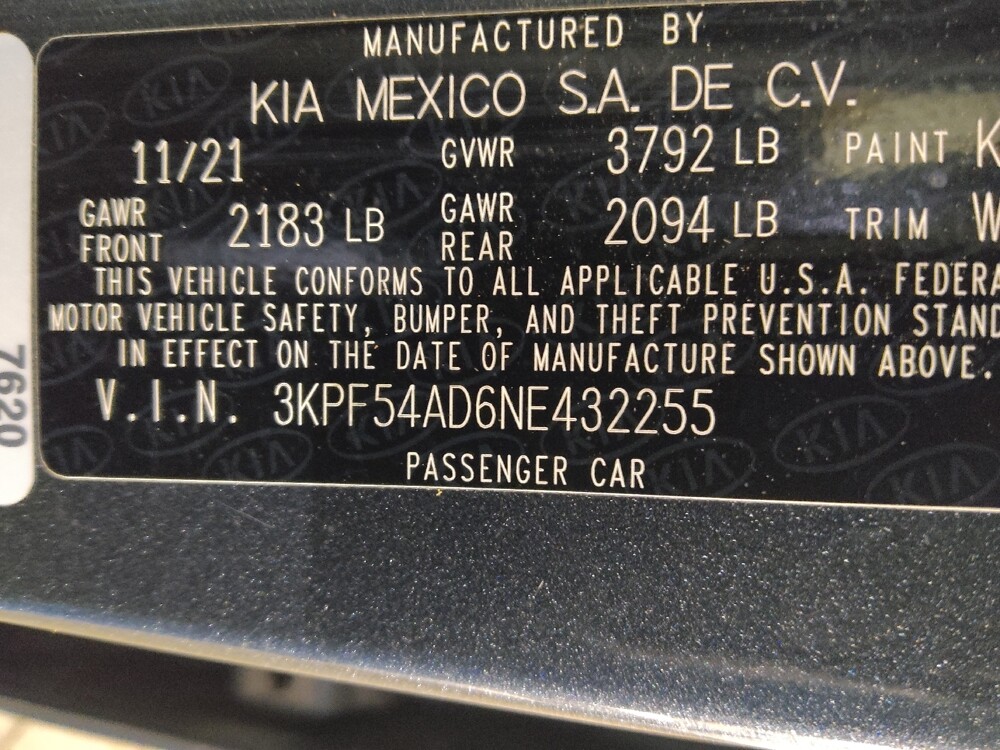 MANUFACTURED BY
KIA MEXICO S.A. DE C.V.
11/21 GVWR 3792 LB PAINT K
GAWR FRONT 2183 LB GAWR REAR 2094 LB TRIM W
THIS VEHICLE CONFORMS TO ALL APPLICABLE U.S.A. FEDERA
MOTOR VEHICLE SAFETY, BUMPER, AND THEFT PREVENTION STAND
IN EFFECT ON THE DATE OF MANUFACTURE SHOWN ABOVE.
V.I.N. 3KPF54AD6NE432255
PASSENGER CAR
7620